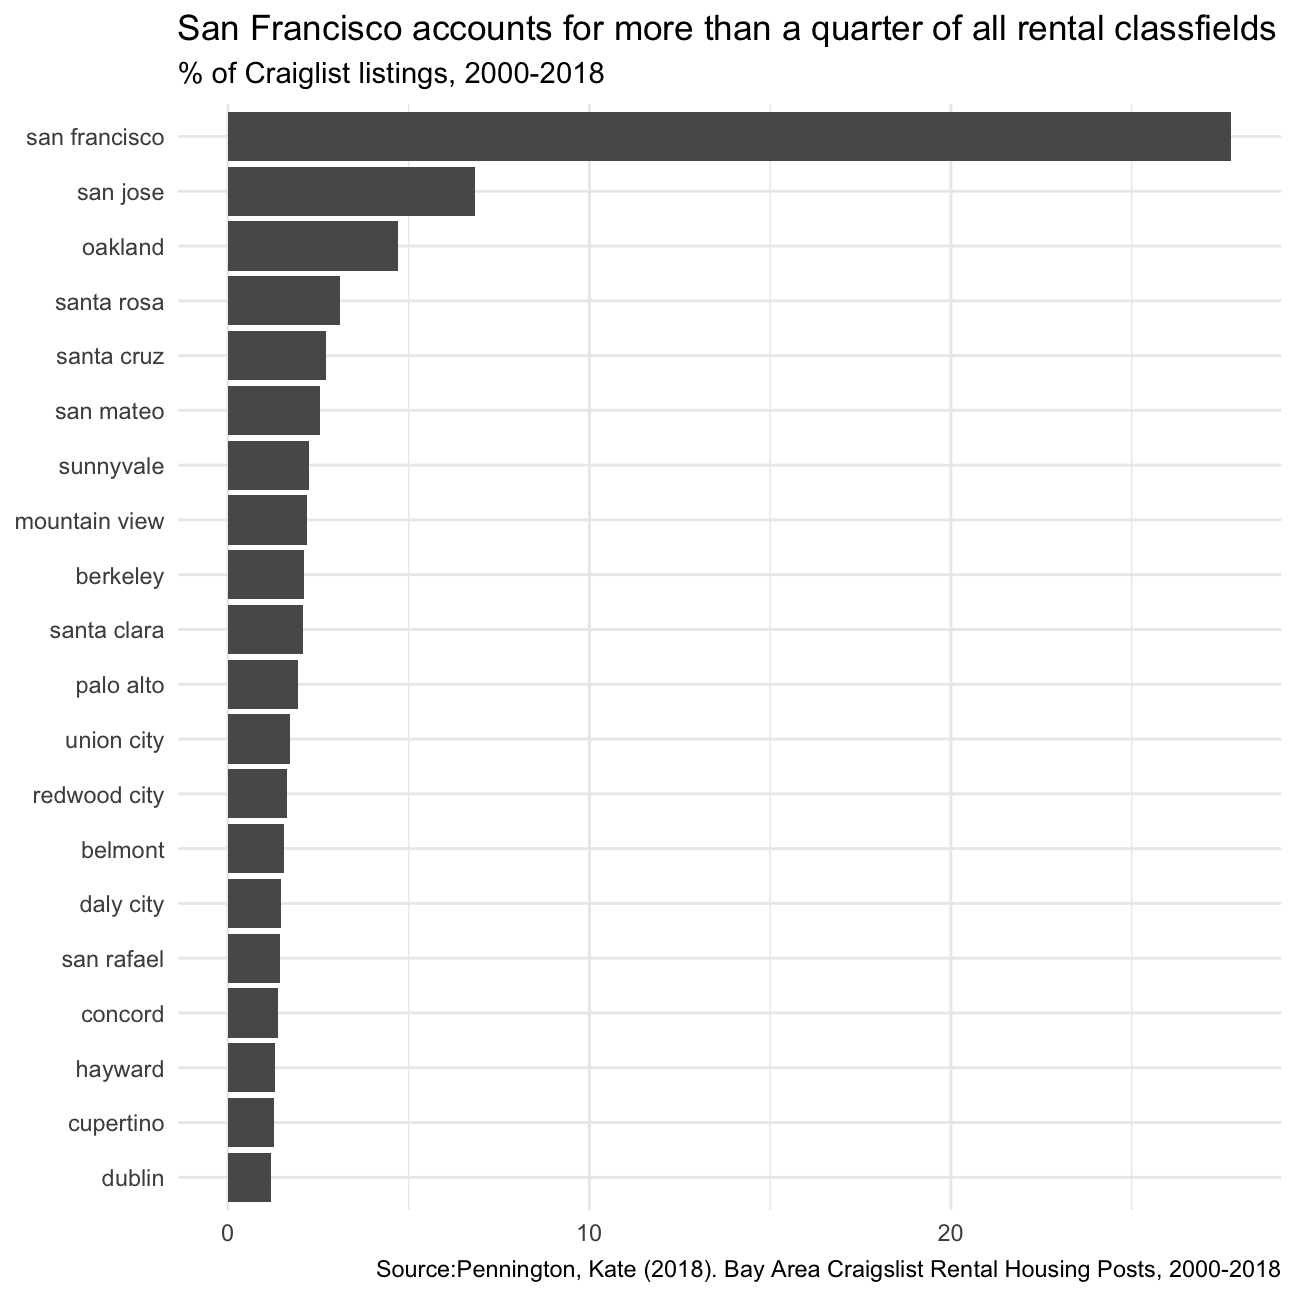 San Francisco accounts for more than a quarter of all rental classfields
% of Craiglist listings, 2000-2018
san francisco
san jose
oakland
santa rosa
santa cruz
san mateo
sunnyvale
mountain view
berkeley
santa clara
palo alto
union city
redwood city
belmont
daly city
san rafael
concord
hayward
cupertino
dublin
0 10 20
Source:Pennington, Kate (2018). Bay Area Craigslist Rental Housing Posts, 2000-2018